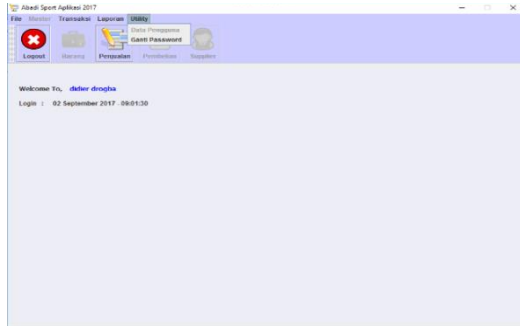 Abadi Sport Aplikasi 2017
File Master Transaksi Laporan Utility
Data Pengguna
Ganti Password
Logout Barang Penjualan Pembelian Supplier
Welcome To, didier drogba
Login : 02 September 2017 - 09:01:30